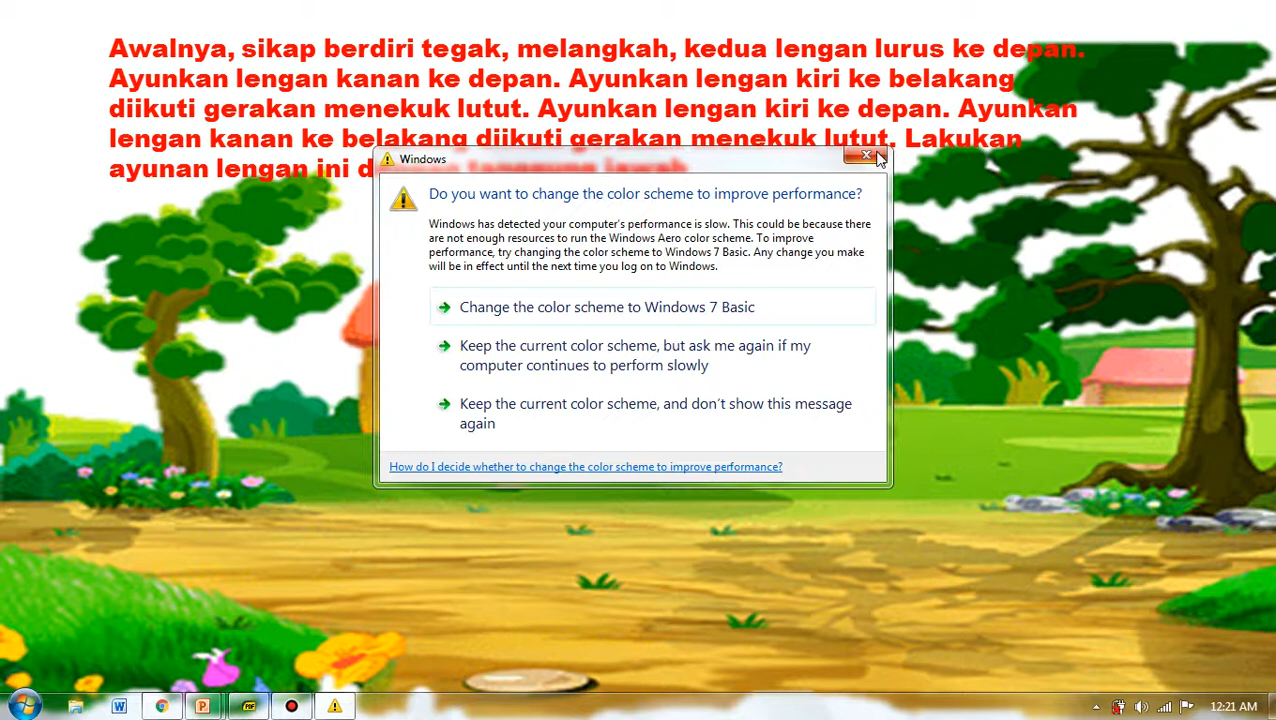 Awalnya, sikap berdiri tegak, melangkah, kedua lengan lurus ke depan.
Ayunkan lengan kanan ke depan. Ayunkan lengan kiri ke belakang
diikuti gerakan menekuk lutut. Ayunkan lengan kiri ke depan. Ayunkan
lengan kanan ke belakang diikuti gerakan menekuk lutut. Lakukan
ayunan lengan ini
Windows
Do you want to change the color scheme to improve performance?
Windows has detected your computer's performance is slow. This could be because there
are not enough resources to run the Windows Aero color scheme. To improve
performance, try changing the color scheme to Windows 7 Basic. Any change you make
will be in effect until the next time you log on to Windows.
Change the color scheme to Windows 7 Basic
Keep the current color scheme, but ask me again if my
computer continues to perform slowly
Keep the current color scheme, and don't show this message
again
How do I decide whether to change the color scheme to improve performance?
12:21 AM